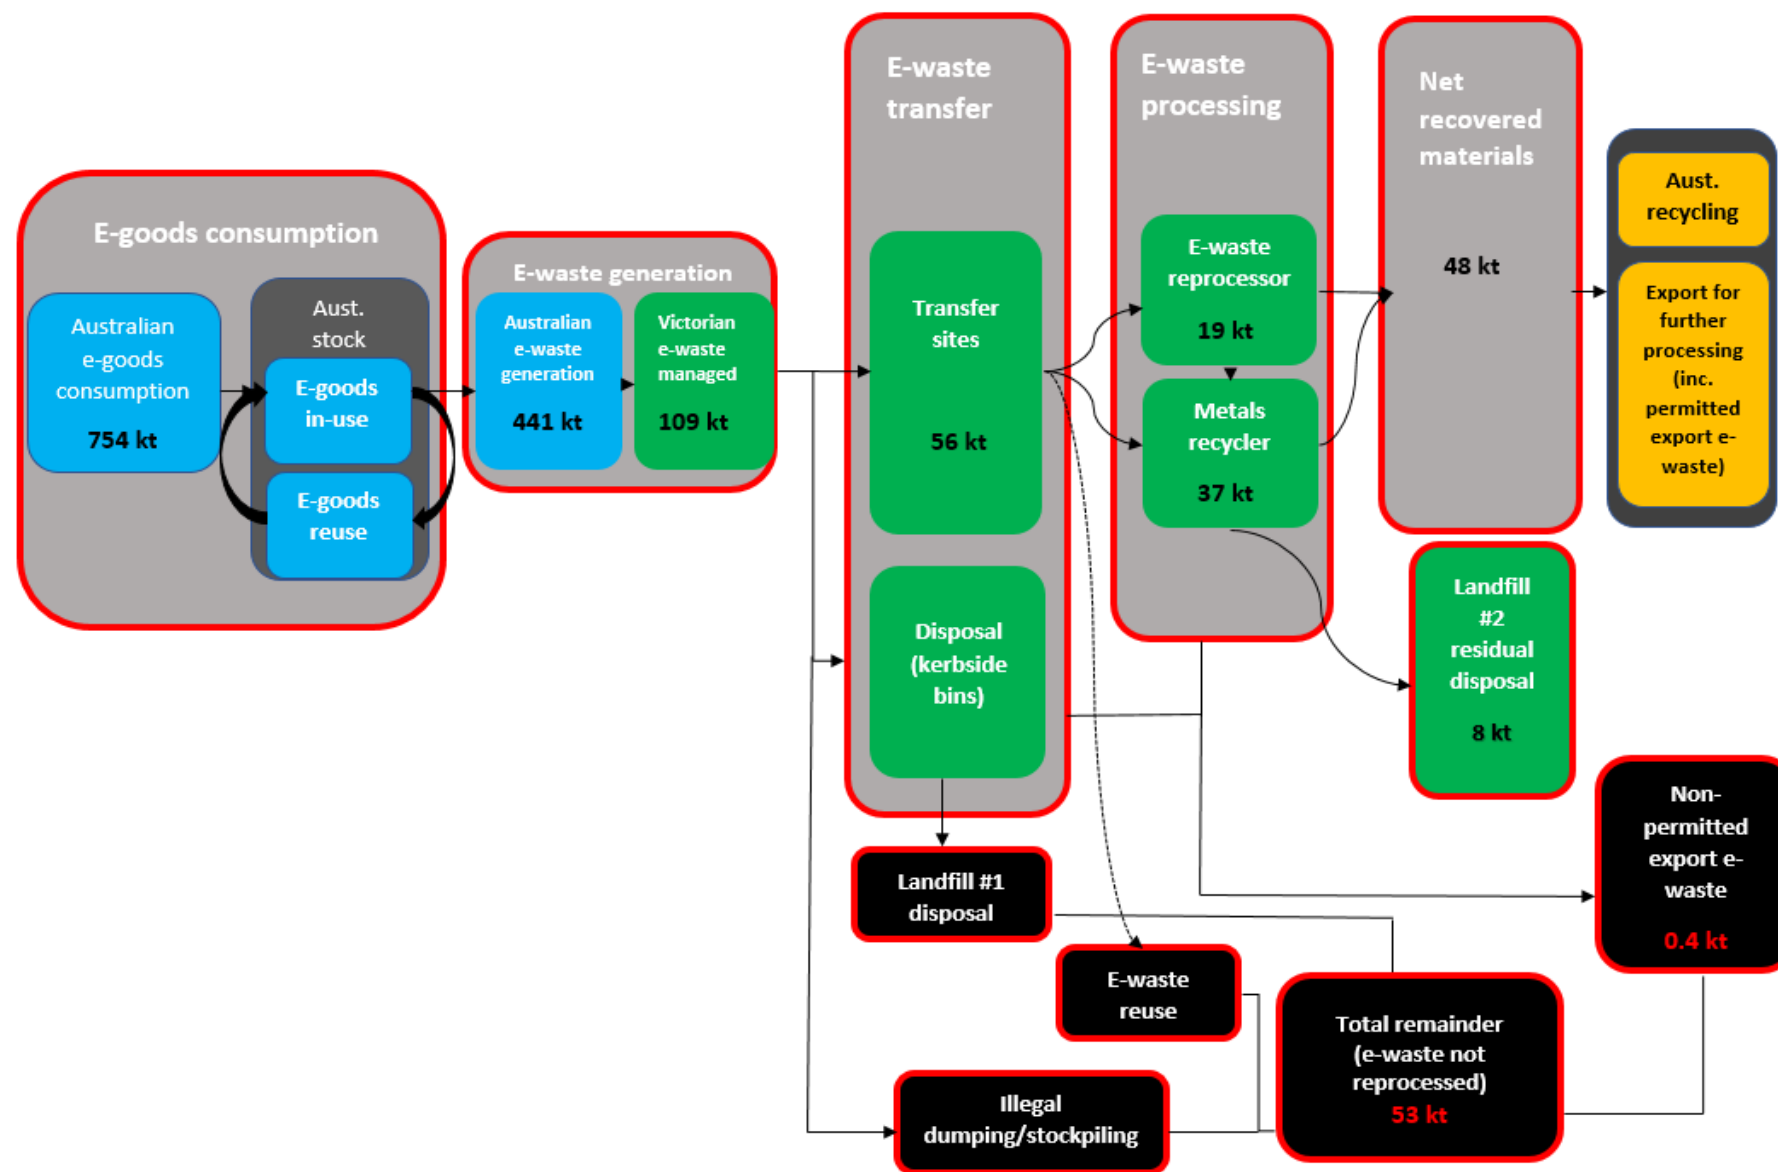 E-goods consumption
Australian
e-goods
consumption
754 kt
Aust.
stock
E-goods
in-use
E-goods
reuse
E-waste generation
Australian
e-waste
generation
441 kt
Victorian
e-waste
managed
109 kt
E-waste
transfer
Transfer
sites
56 kt
Disposal
(kerbside
bins)
Landfill #1
disposal
E-waste
reuse
Illegal
dumping/stockpiling
E-waste
processing
E-waste
reprocessor
19 kt
Metals
recycler
37 kt
Net
recovered
materials
48 kt
Aust.
recycling
Export for
further
processing
(inc.
permitted
export e-
waste)
Landfill
#2
residual
disposal
8 kt
Non-
permitted
export e-
waste
0.4 kt
Total remainder
(e-waste not
reprocessed)
53 kt